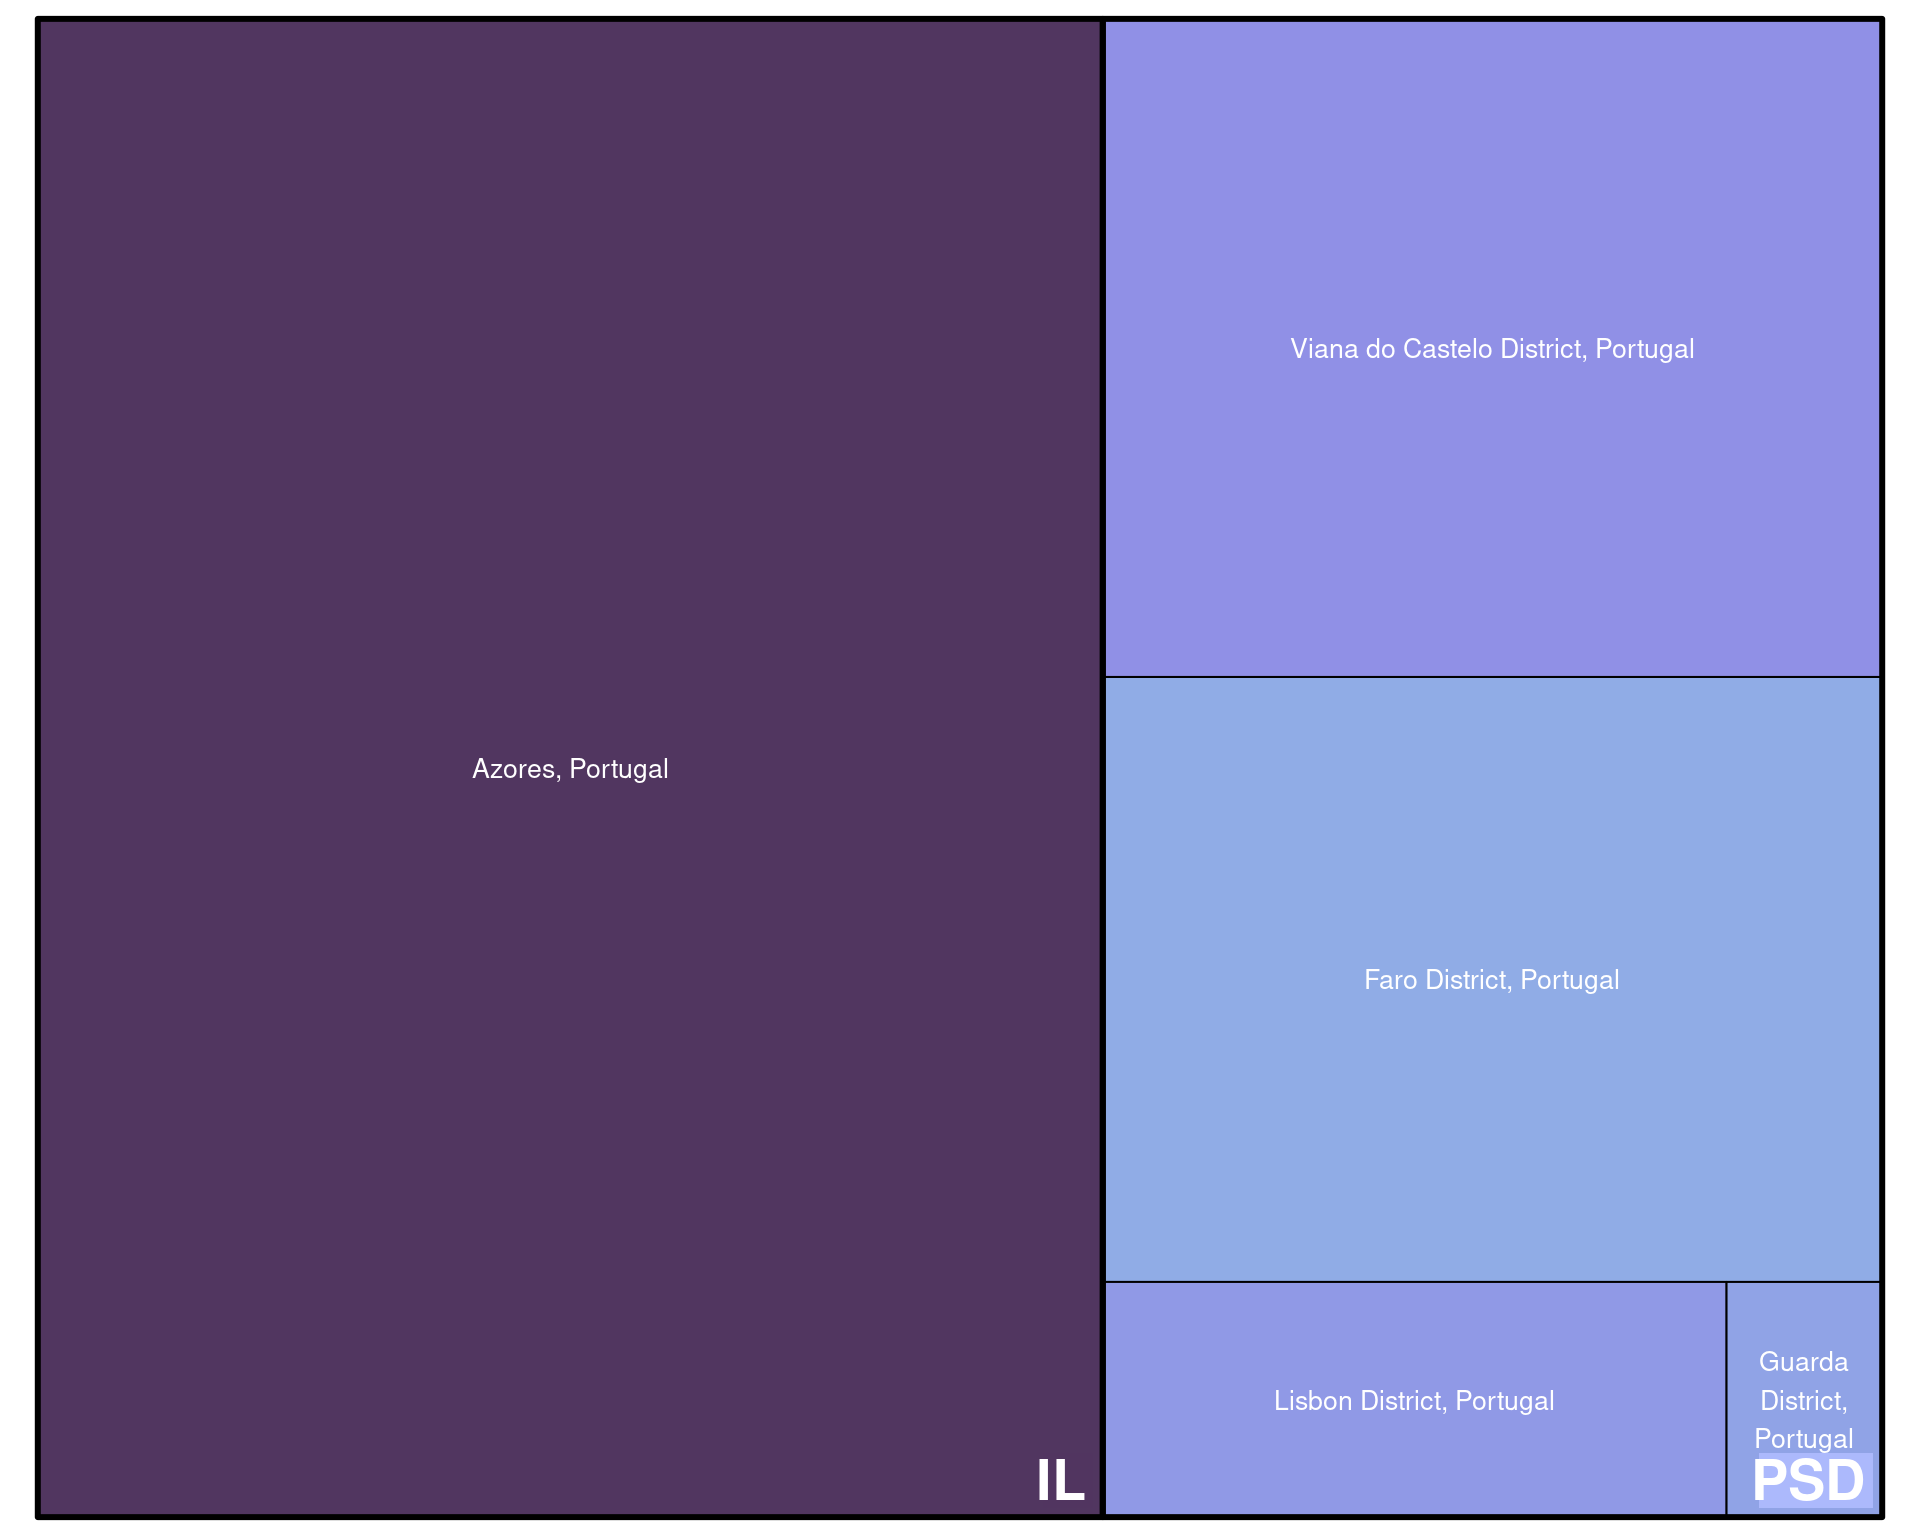 Azores, Portugal
IL
Viana do Castelo District, Portugal
Faro District, Portugal
Lisbon District, Portugal
Guarda
District,
Portugal
PSD